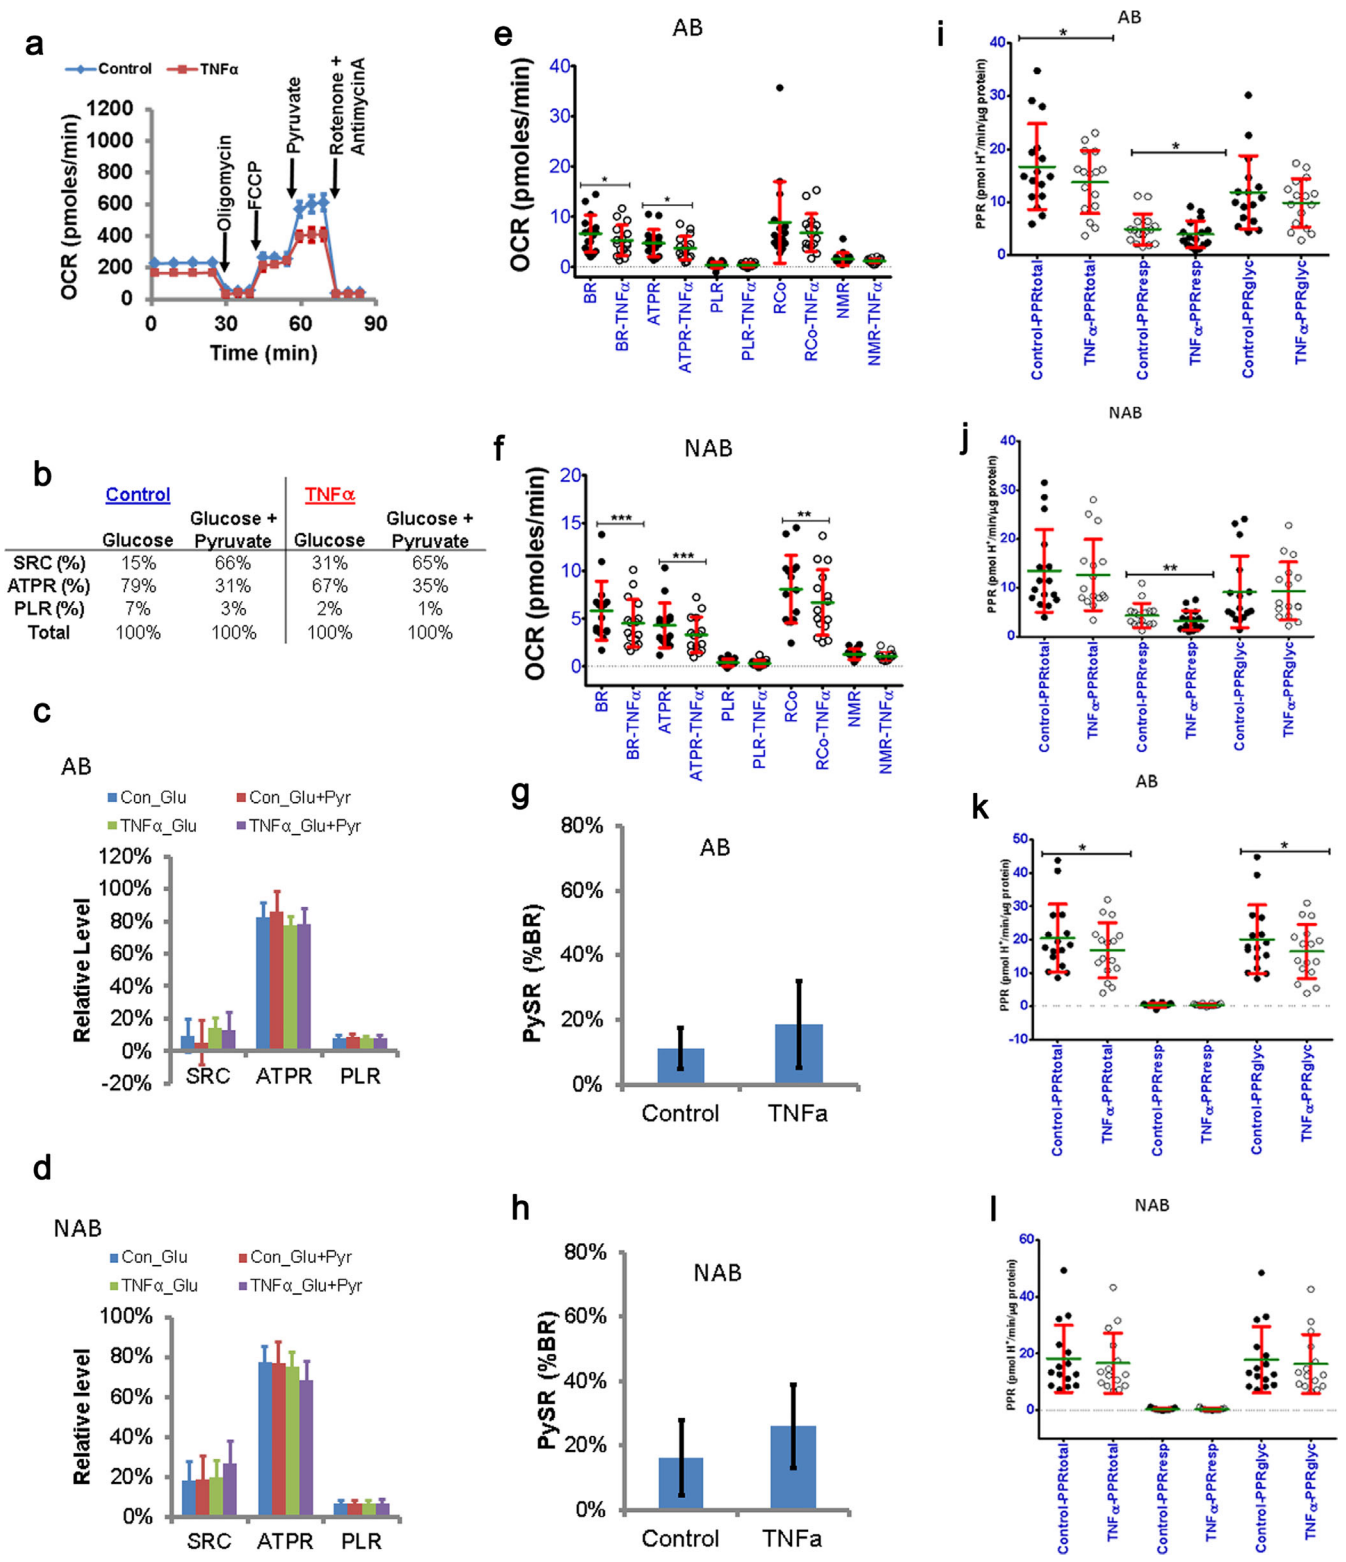 a
Control TNFα
OCR (pmoles/min)
1200
1000
800
600
400
200
0
Oligomycin
FCCP
Pyruvate
Rotenone +
AntimycinA
0 30 60 90
Time (min)
b
Control TNFα
Glucose Glucose + Pyruvate Glucose Glucose + Pyruvate
SRC (%) 15% 66% 31% 65%
ATPR (%) 79% 31% 67% 35%
PLR (%) 7% 3% 2% 1%
Total 100% 100% 100% 100%
c
AB
Con_Glu Con_Glu+Pyr
TNFα_Glu TNFα_Glu+Pyr
Relative Level
120%
100%
80%
60%
40%
20%
0%
-20%
SRC ATPR PLR
d
NAB
Con_Glu Con_Glu+Pyr
TNFα_Glu TNFα_Glu+Pyr
Relative level
100%
80%
60%
40%
20%
0%
SRC ATPR PLR
e
AB
OCR (pmoles/min)
40
30
20
10
0
* *
BR BR-TNFα ATPR ATPR-TNFα PLR PLR-TNFα RCo RCo-TNFα NMR NMR-TNFα
f
NAB
OCR (pmoles/min)
20
15
10
5
0
*** *** **
BR BR-TNFα ATPR ATPR-TNFα PLR PLR-TNFα RCo RCo-TNFα NMR NMR-TNFα
g
AB
PySR (%BR)
80%
60%
40%
20%
0%
Control TNFa
h
NAB
PySR (%BR)
80%
60%
40%
20%
0%
Control TNFa
i
AB
PPR (pmol H⁺/min/µg protein)
40
30
20
10
0
* *
Control-PPRtotal TNFα-PPRtotal Control-PPRresp TNFα-PPRresp Control-PPRglyc TNFα-PPRglyc
j
NAB
PPR (pmol H⁺/min/µg protein)
40
30
20
10
0
**
Control-PPRtotal TNFα-PPRtotal Control-PPRresp TNFα-PPRresp Control-PPRglyc TNFα-PPRglyc
k
AB
PPR (pmol H⁺/min/µg protein)
50
40
30
20
10
0
-10
* *
Control-PPRtotal TNFα-PPRtotal Control-PPRresp TNFα-PPRresp Control-PPRglyc TNFα-PPRglyc
l
NAB
PPR (pmol H⁺/min/µg protein)
60
40
20
0
Control-PPRtotal TNFα-PPRtotal Control-PPRresp TNFα-PPRresp Control-PPRglyc TNFα-PPRglyc